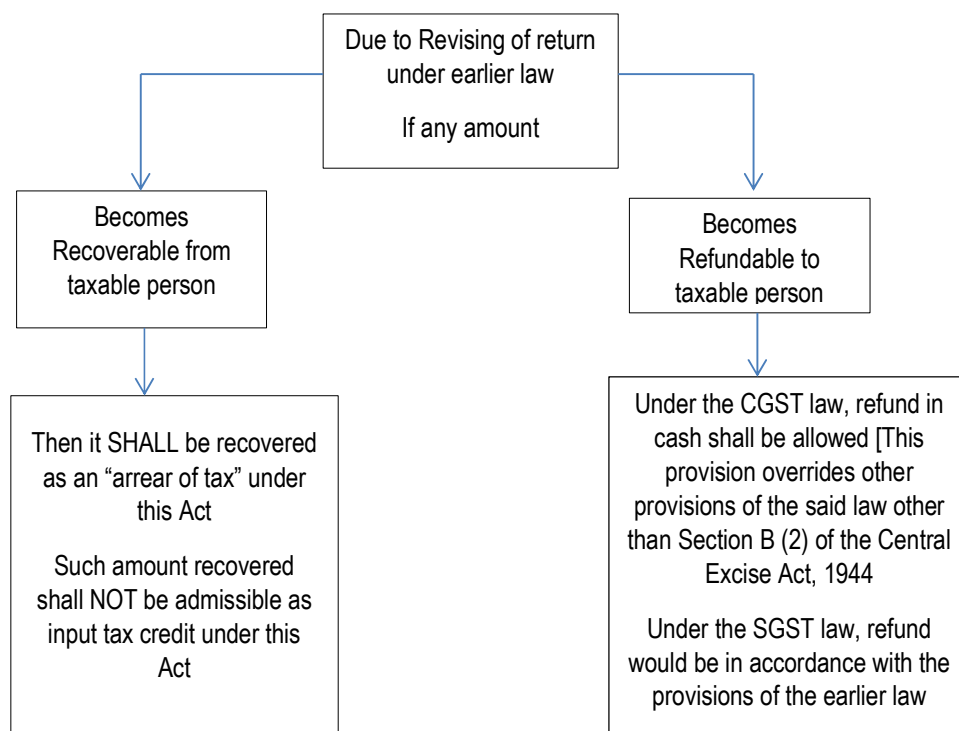 Due to Revising of return
under earlier law
If any amount
Becomes
Recoverable from
taxable person
Becomes
Refundable to
taxable person
Then it SHALL be recovered
as an “arrear of tax” under
this Act
Such amount recovered
shall NOT be admissible as
input tax credit under this
Act
Under the CGST law, refund in
cash shall be allowed [This
provision overrides other
provisions of the said law other
than Section B (2) of the Central
Excise Act, 1944
Under the SGST law, refund
would be in accordance with the
provisions of the earlier law